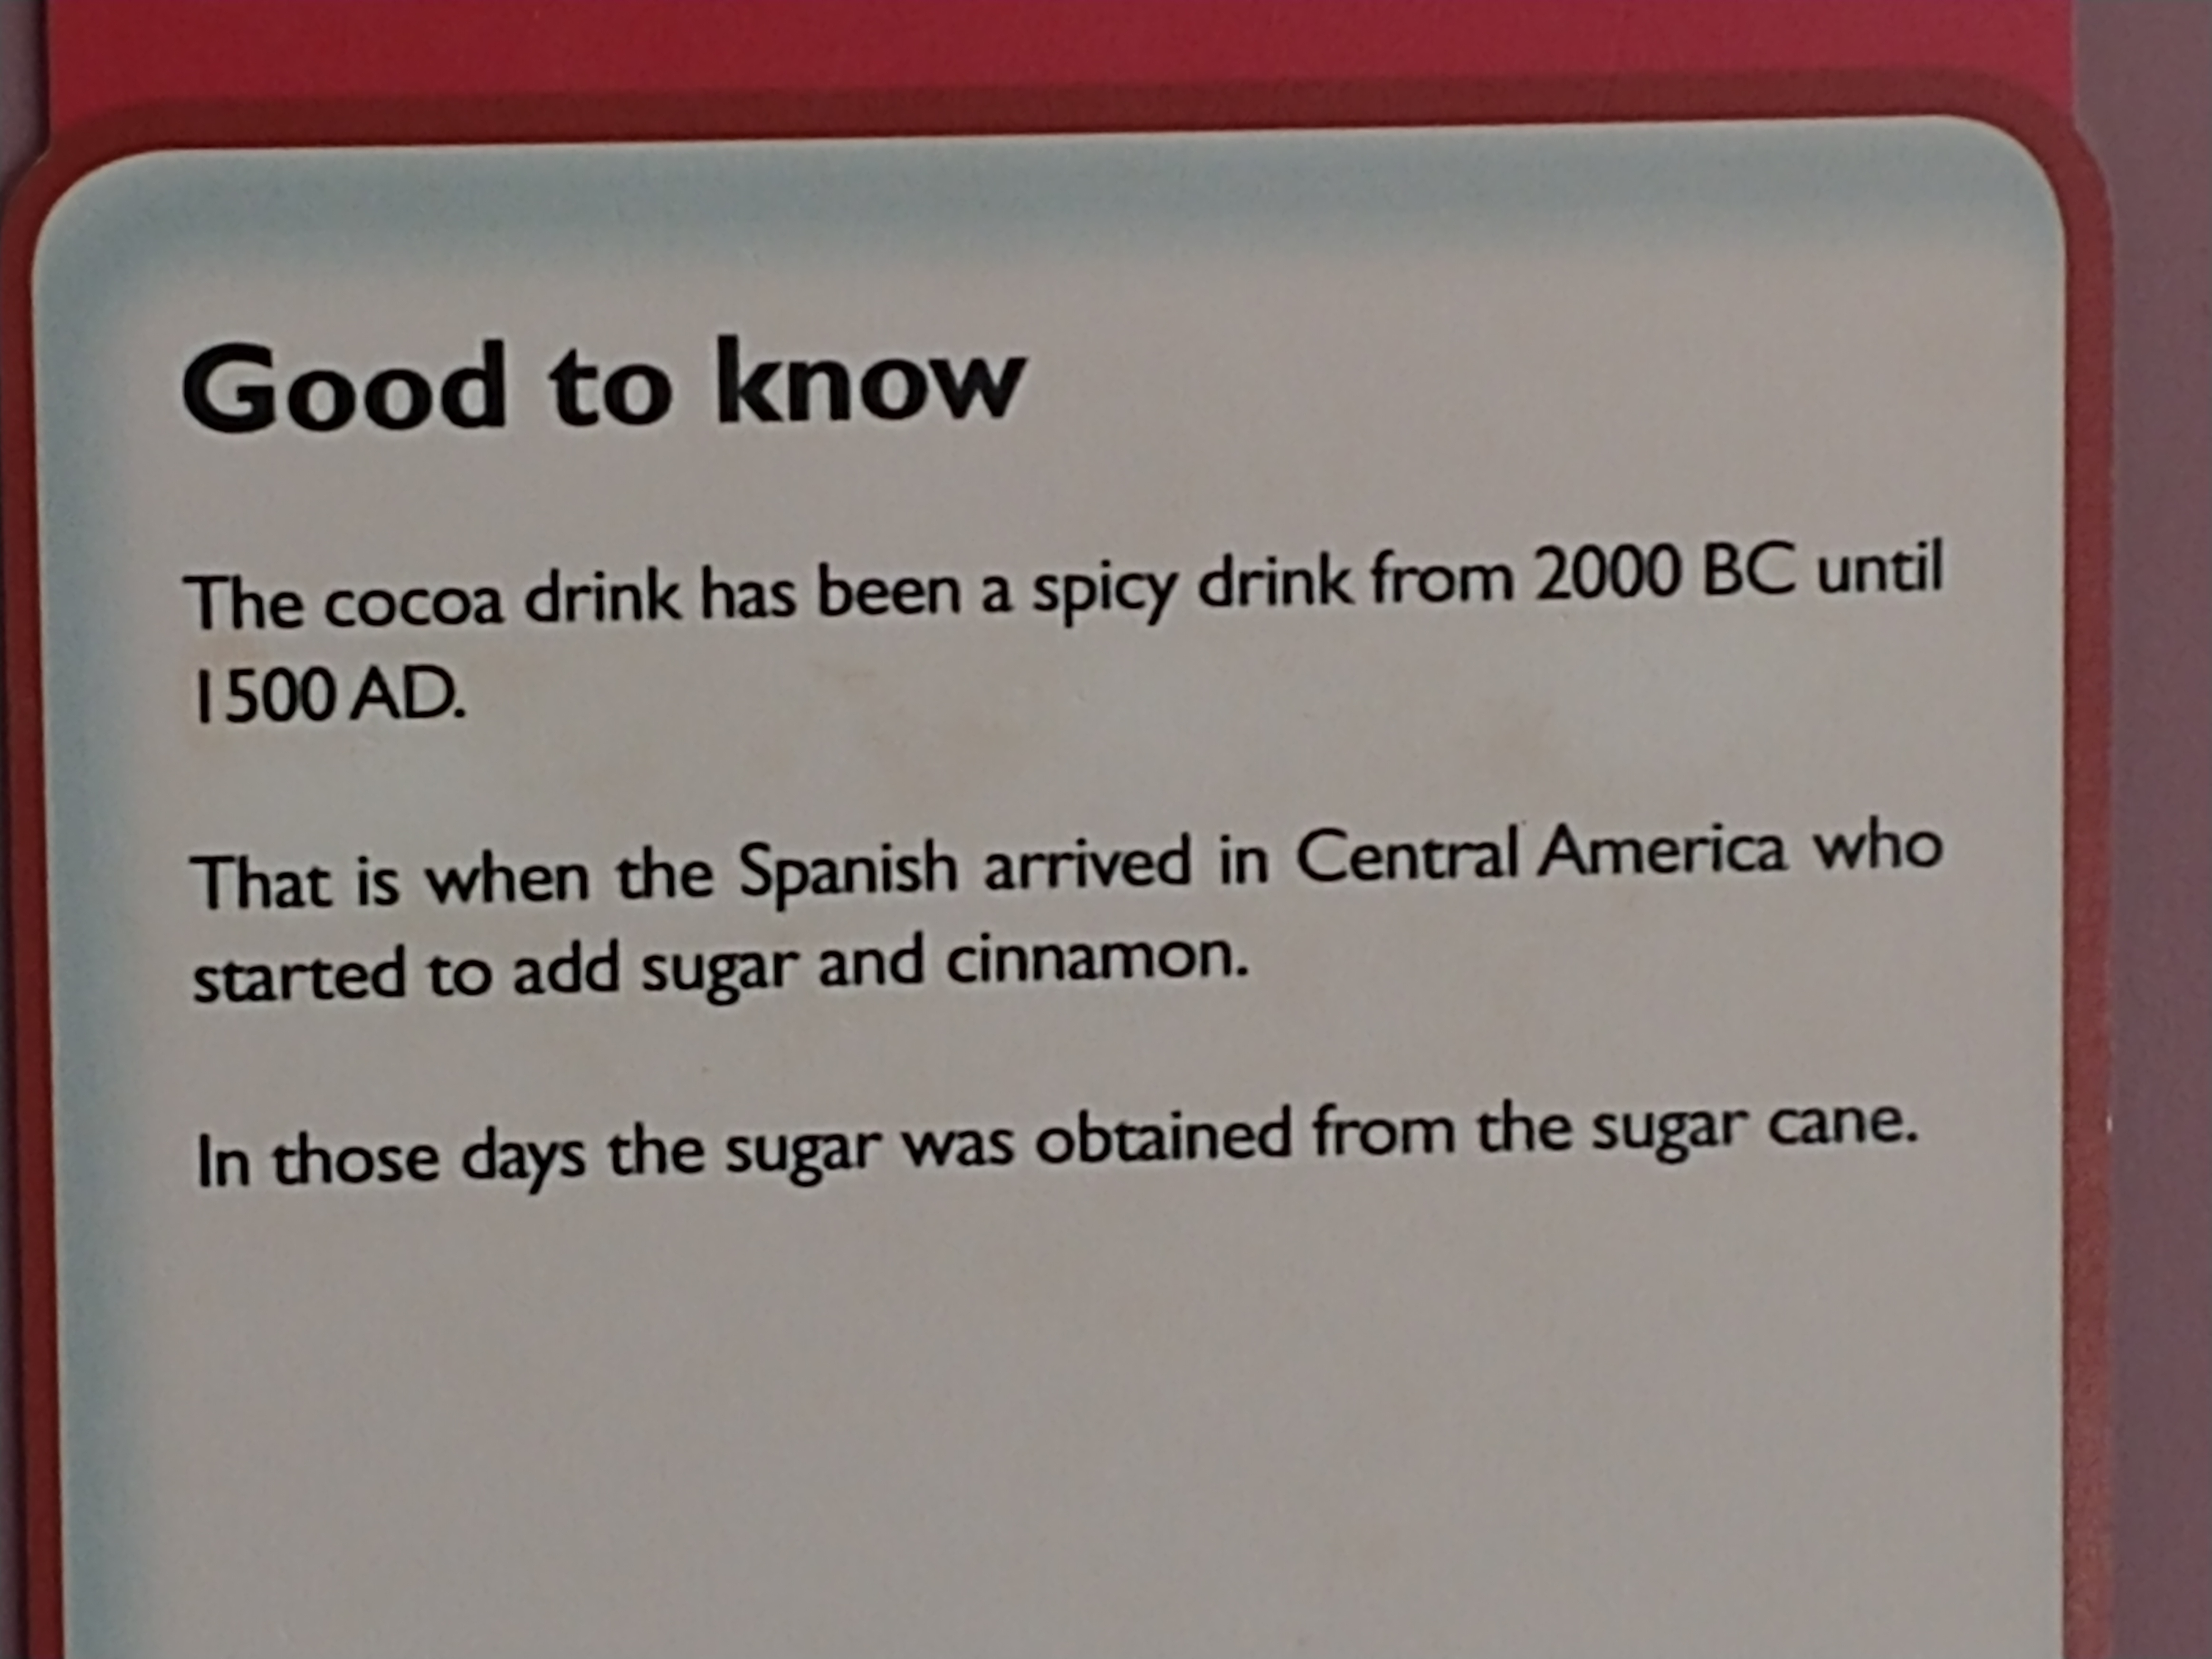 Good to know
The cocoa drink has been a spicy drink from 2000 BC until
1500 AD.
That is when the Spanish arrived in Central America who
started to add sugar and cinnamon.
In those days the sugar was obtained from the sugar cane.